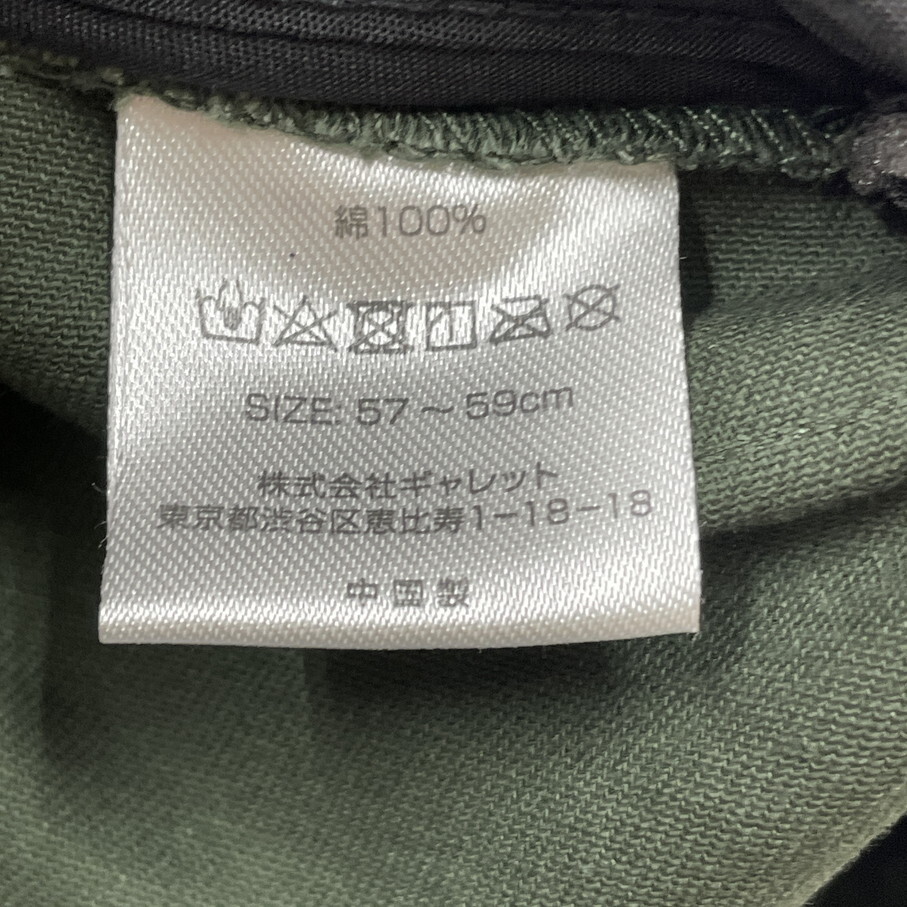 綿100%
SIZE: 57～59cm
株式会社ギャレット
東京都渋谷区恵比寿1-18-18
中国製